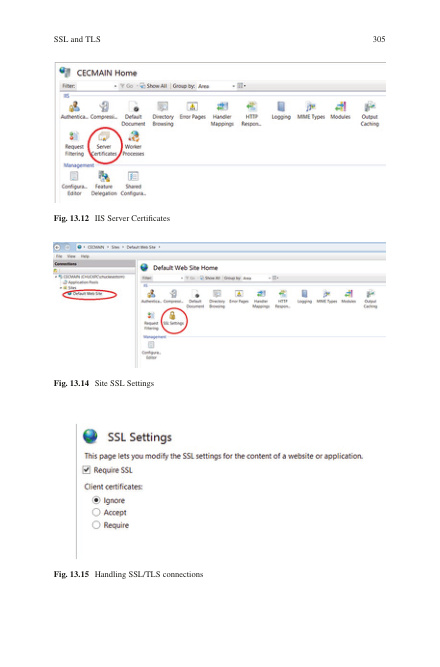 SSL and TLS 305
CECMAIN Home
Filter: Go Show All Group by: Area
IIS
Authentica... Compressi... Default Document Directory Browsing Error Pages Handler Mappings HTTP Respon... Logging MIME Types Modules Output Caching
Request Filtering Server Certificates Worker Processes
Management
Configura... Editor Feature Delegation Shared Configura...
Fig. 13.12 IIS Server Certificates
CECMAIN Sites Default Web Site
File View Help
Connections
Default Web Site Home
CECMAIN
Application Pools
Sites
Default Web Site
Filter: Go Show All Group by: Area
IIS
Authentica... Compressi... Default Document Directory Browsing Error Pages Handler Mappings HTTP Respon... Logging MIME Types Modules Output Caching
Request Filtering SSL Settings
Management
Configura... Editor
Fig. 13.14 Site SSL Settings
SSL Settings
This page lets you modify the SSL settings for the content of a website or application.
Require SSL
Client certificates:
Ignore
Accept
Require
Fig. 13.15 Handling SSL/TLS connections